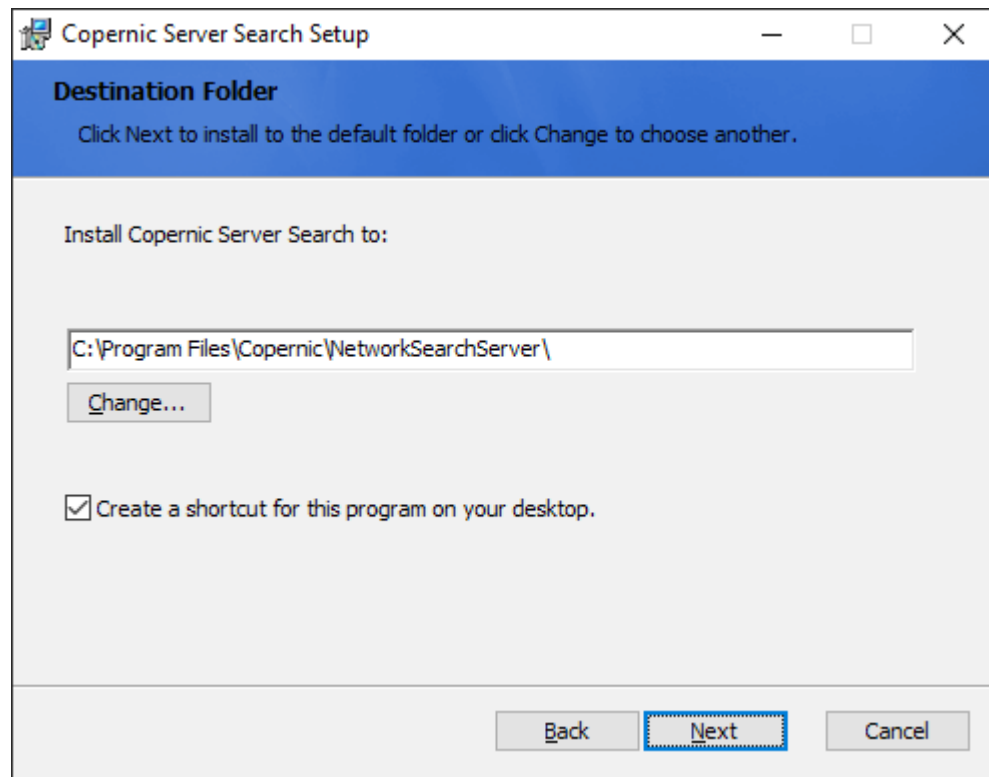 Copernic Server Search Setup
Destination Folder
Click Next to install to the default folder or click Change to choose another.
Install Copernic Server Search to:
C:\Program Files\Copernic\NetworkSearchServer\
Change...
Create a shortcut for this program on your desktop.
Back Next Cancel